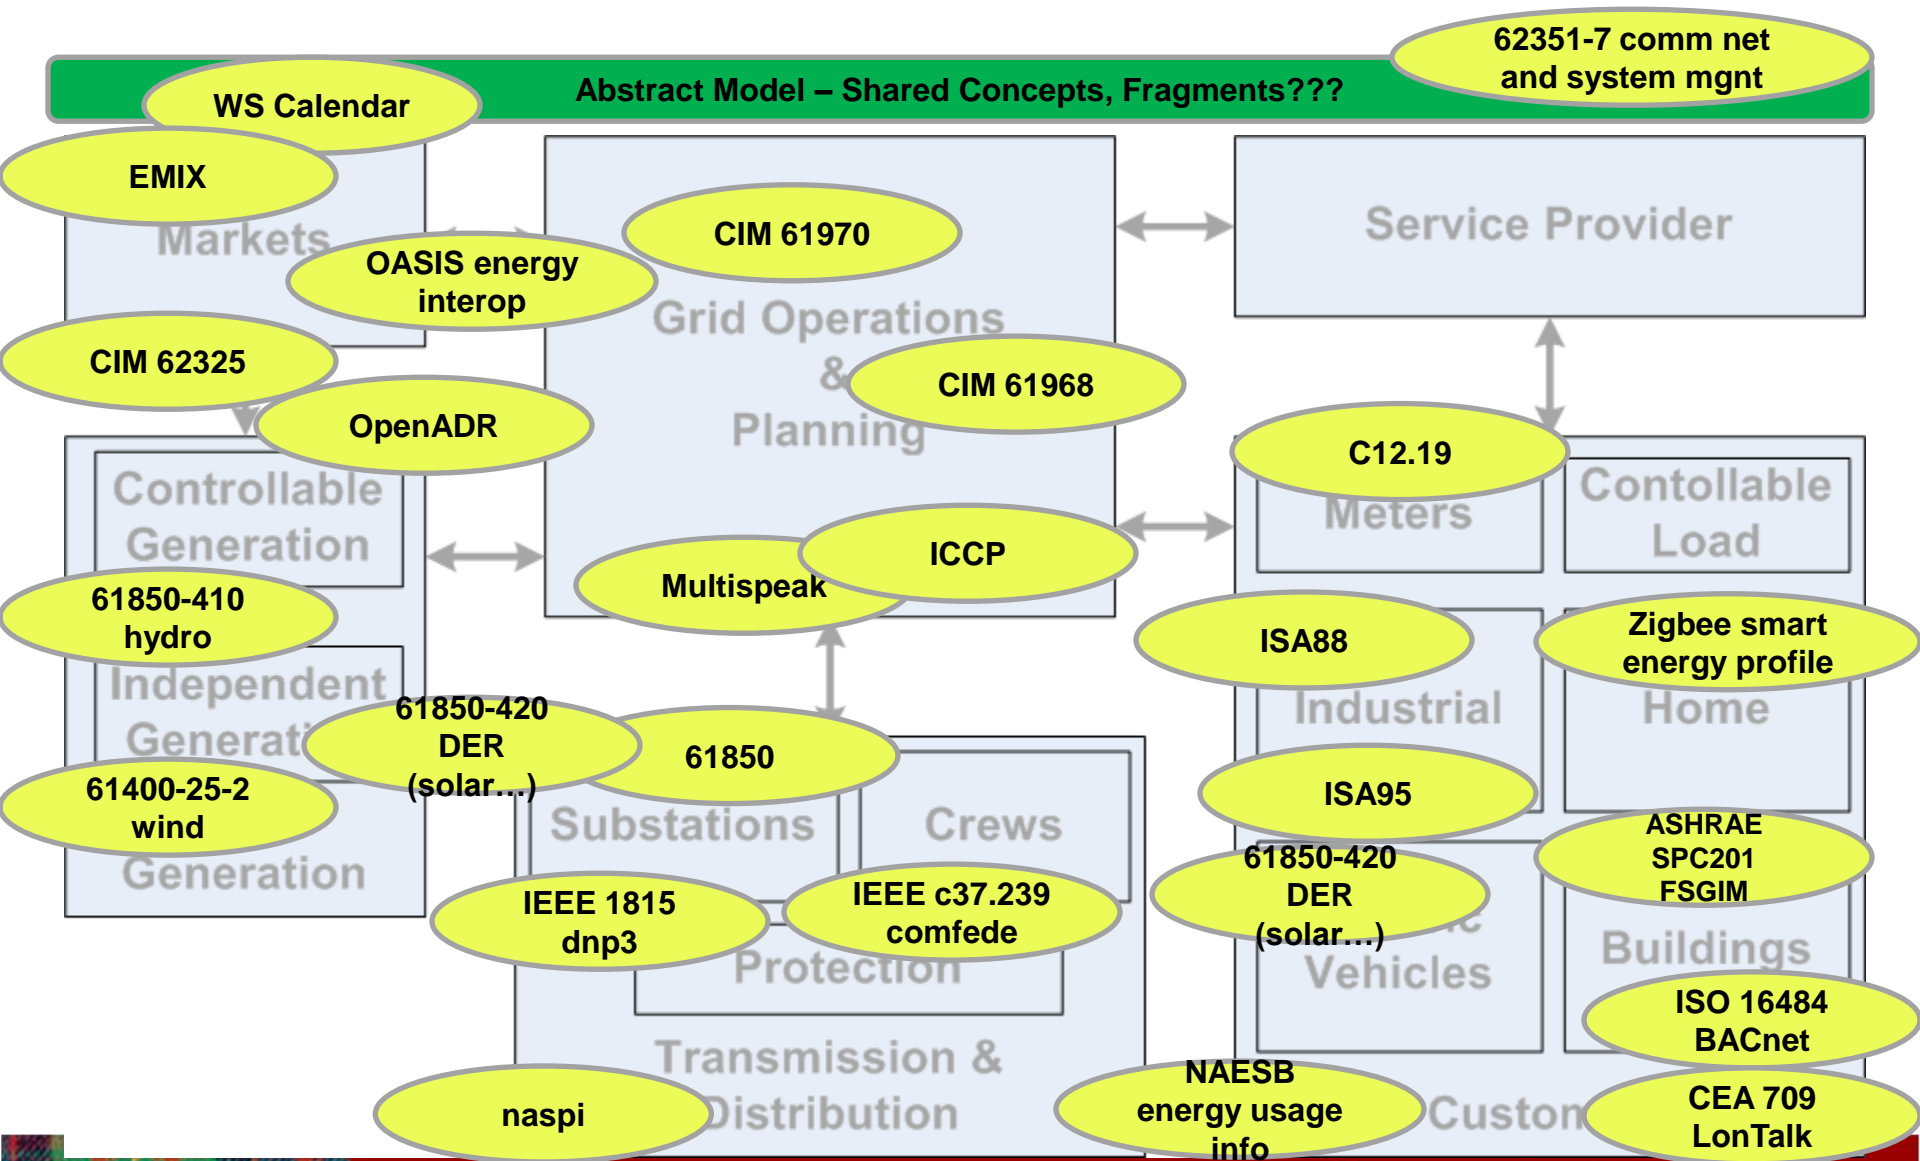 62351-7 comm net
and system mgnt
Abstract Model – Shared Concepts, Fragments???
WS Calendar
EMIX
Markets
OASIS energy
interop
CIM 62325
OpenADR
CIM 61970
Grid Operations
&
Planning
CIM 61968
Service Provider
Controllable
Generation
61850-410
hydro
Independent
61850-420
DER
(solar…)
61400-25-2
wind
Generation
Multispeak
ICCP
C12.19
Meters
Contollable
Load
ISA88
Industrial
ISA95
Zigbee smart
energy profile
Home
61850
Substations
Crews
IEEE 1815
dnp3
IEEE c37.239
comfede
Protection
Transmission &
Distribution
naspi
61850-420
DER
(solar…)
Vehicles
ASHRAE
SPC201
FSGIM
Buildings
ISO 16484
BACnet
NAESB
energy usage
info
CEA 709
LonTalk